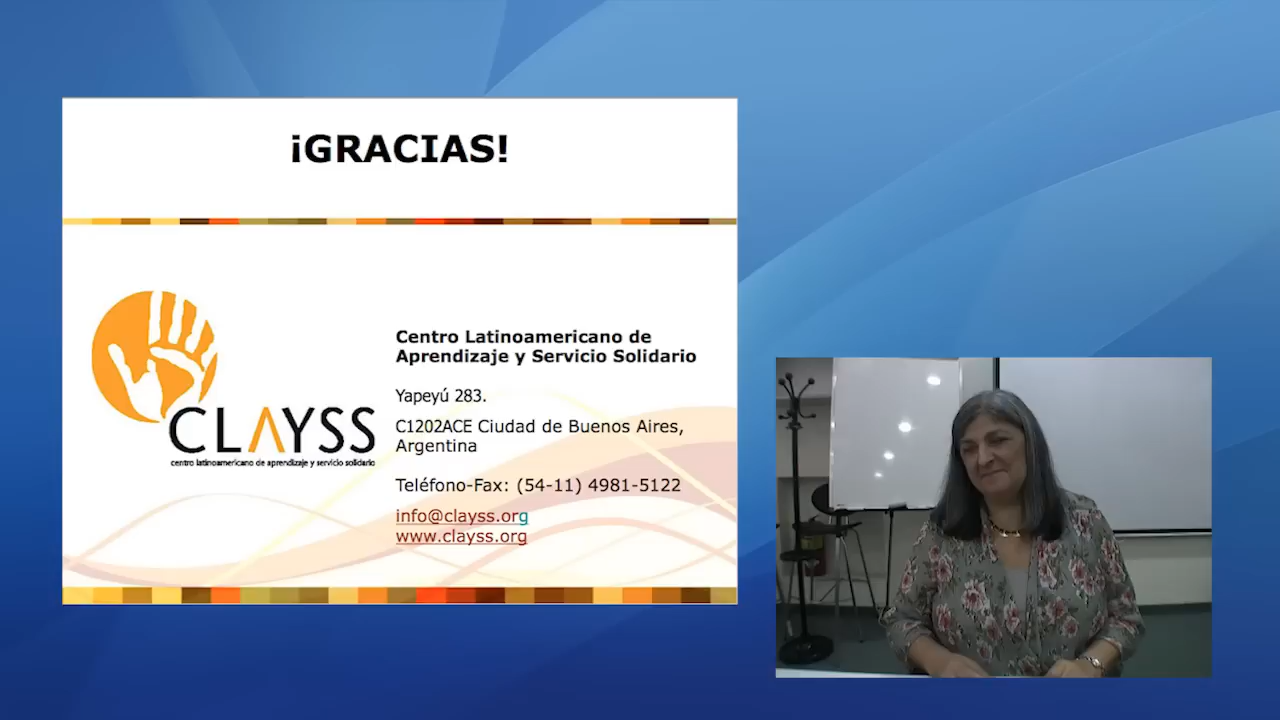 ¡GRACIAS!
CLAYSS
centro latinoamericano de aprendizaje y servicio solidario
Centro Latinoamericano de
Aprendizaje y Servicio Solidario
Yapeyú 283.
C1202ACE Ciudad de Buenos Aires,
Argentina
Teléfono-Fax: (54-11) 4981-5122
info@clayss.org
www.clayss.org